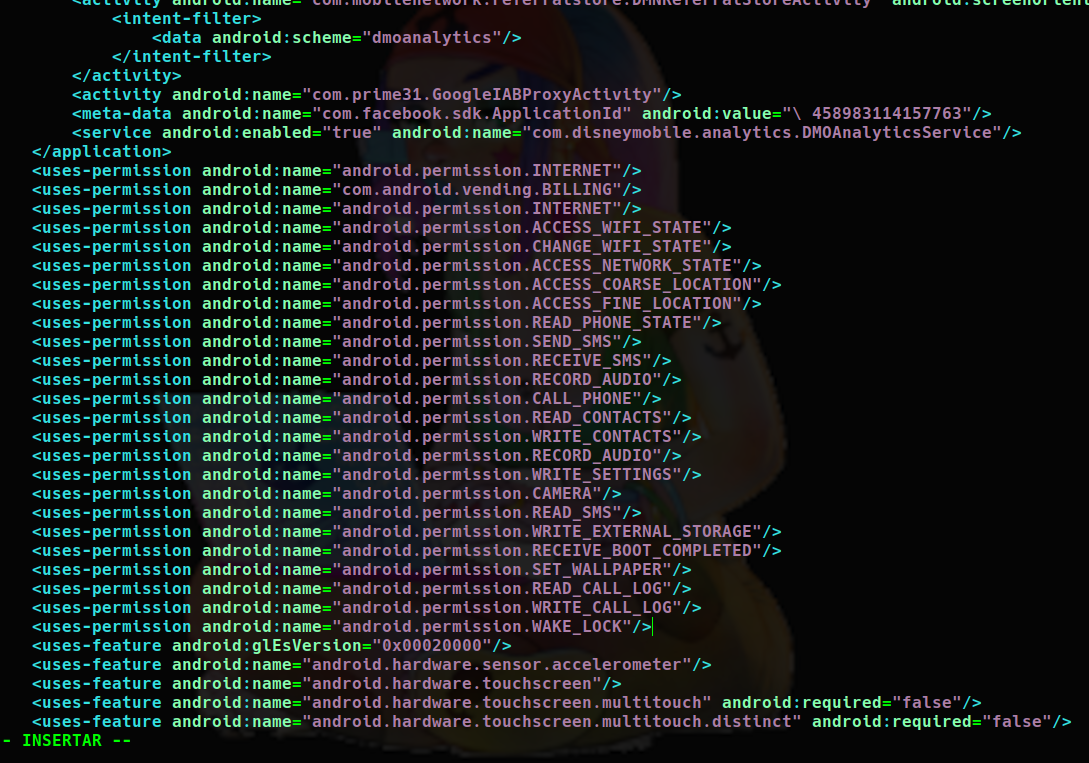 <activity android:name="com.mobilenetwork.referralstore.DMNReferralStoreActivity" android:screenOrient
<intent-filter>
<data android:scheme="dmoanalytics"/>
</intent-filter>
</activity>
<activity android:name="com.prime31.GoogleIABProxyActivity"/>
<meta-data android:name="com.facebook.sdk.ApplicationId" android:value="\ 458983114157763"/>
<service android:enabled="true" android:name="com.disneymobile.analytics.DMOAnalyticsService"/>
</application>
<uses-permission android:name="android.permission.INTERNET"/>
<uses-permission android:name="com.android.vending.BILLING"/>
<uses-permission android:name="android.permission.INTERNET"/>
<uses-permission android:name="android.permission.ACCESS_WIFI_STATE"/>
<uses-permission android:name="android.permission.CHANGE_WIFI_STATE"/>
<uses-permission android:name="android.permission.ACCESS_NETWORK_STATE"/>
<uses-permission android:name="android.permission.ACCESS_COARSE_LOCATION"/>
<uses-permission android:name="android.permission.ACCESS_FINE_LOCATION"/>
<uses-permission android:name="android.permission.READ_PHONE_STATE"/>
<uses-permission android:name="android.permission.SEND_SMS"/>
<uses-permission android:name="android.permission.RECEIVE_SMS"/>
<uses-permission android:name="android.permission.RECORD_AUDIO"/>
<uses-permission android:name="android.permission.CALL_PHONE"/>
<uses-permission android:name="android.permission.READ_CONTACTS"/>
<uses-permission android:name="android.permission.WRITE_CONTACTS"/>
<uses-permission android:name="android.permission.RECORD_AUDIO"/>
<uses-permission android:name="android.permission.WRITE_SETTINGS"/>
<uses-permission android:name="android.permission.CAMERA"/>
<uses-permission android:name="android.permission.READ_SMS"/>
<uses-permission android:name="android.permission.WRITE_EXTERNAL_STORAGE"/>
<uses-permission android:name="android.permission.RECEIVE_BOOT_COMPLETED"/>
<uses-permission android:name="android.permission.SET_WALLPAPER"/>
<uses-permission android:name="android.permission.READ_CALL_LOG"/>
<uses-permission android:name="android.permission.WRITE_CALL_LOG"/>
<uses-permission android:name="android.permission.WAKE_LOCK"/>
<uses-feature android:glEsVersion="0x00020000"/>
<uses-feature android:name="android.hardware.sensor.accelerometer"/>
<uses-feature android:name="android.hardware.touchscreen"/>
<uses-feature android:name="android.hardware.touchscreen.multitouch" android:required="false"/>
<uses-feature android:name="android.hardware.touchscreen.multitouch.distinct" android:required="false"/>
- INSERTAR --